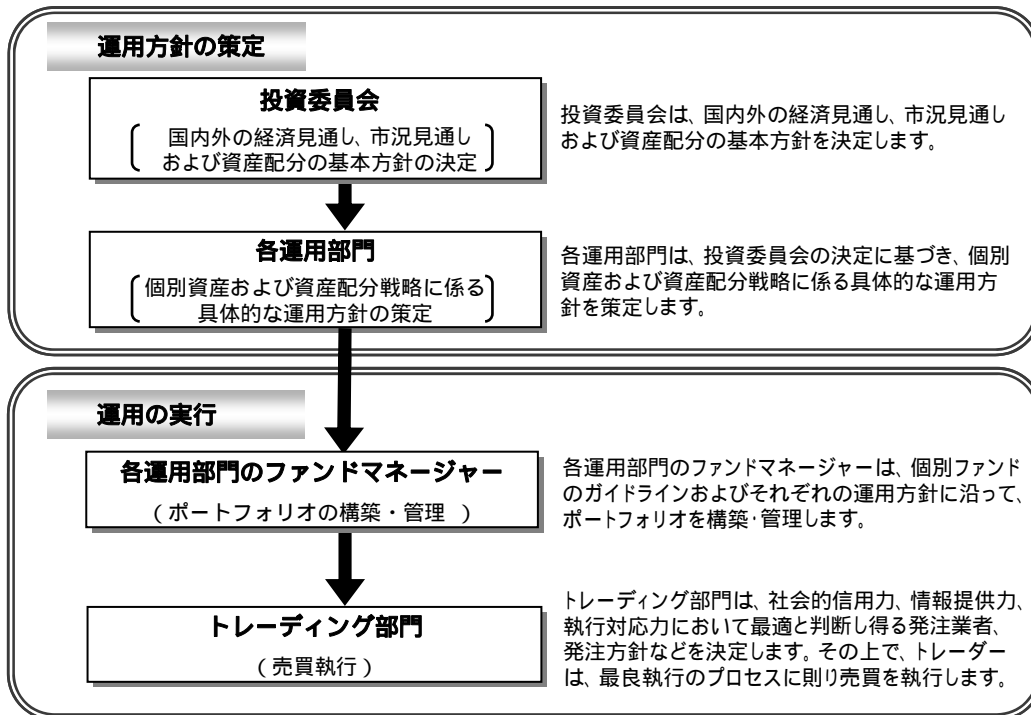 運用方針の策定
投資委員会
国内外の経済見通し、市況見通し
および資産配分の基本方針の決定
投資委員会は、国内外の経済見通し、市況見通し
および資産配分の基本方針を決定します。
各運用部門
個別資産および資産配分戦略に係る
具体的な運用方針の策定
各運用部門は、投資委員会の決定に基づき、個別
資産および資産配分戦略に係る具体的な運用方
針を策定します。
運用の実行
各運用部門のファンドマネージャー
(ポートフォリオの構築・管理 )
各運用部門のファンドマネージャーは、個別ファンド
のガイドラインおよびそれぞれの運用方針に沿って、
ポートフォリオを構築・管理します。
トレーディング部門
(売買執行)
トレーディング部門は、社会的信用力、情報提供力、
執行対応力において最適と判断し得る発注業者、
発注方針などを決定します。その上で、トレーダー
は、最良執行のプロセスに則り売買を執行します。